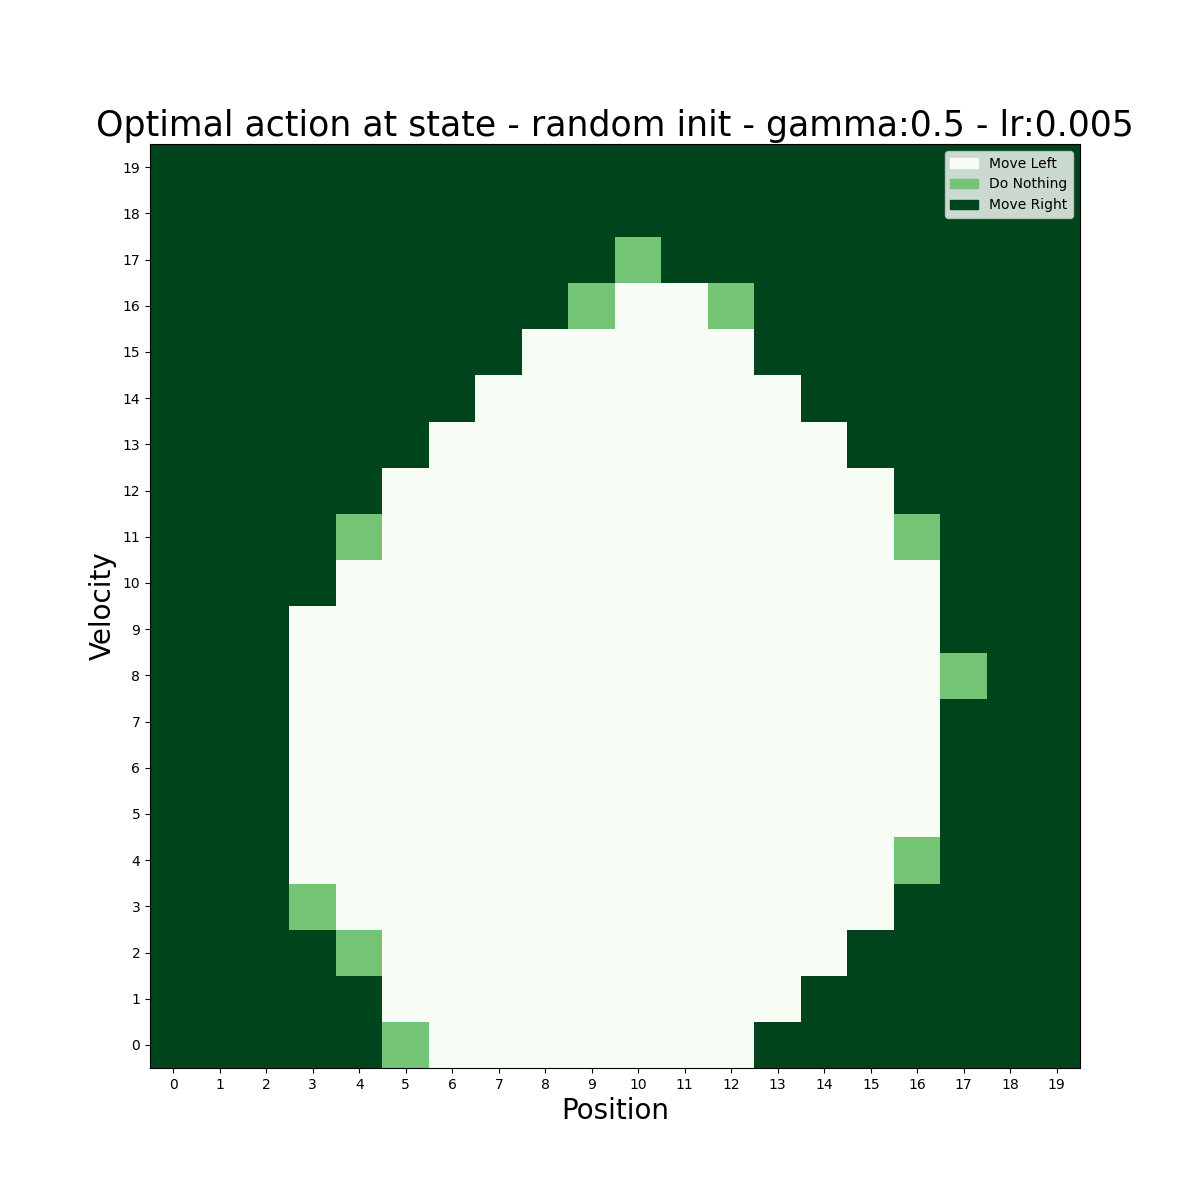 Optimal action at state - random init - gamma:0.5 - lr:0.005
Move Left
Do Nothing
Move Right
Velocity
19
18
17
16
15
14
13
12
11
10
9
8
7
6
5
4
3
2
1
0
0 1 2 3 4 5 6 7 8 9 10 11 12 13 14 15 16 17 18 19
Position